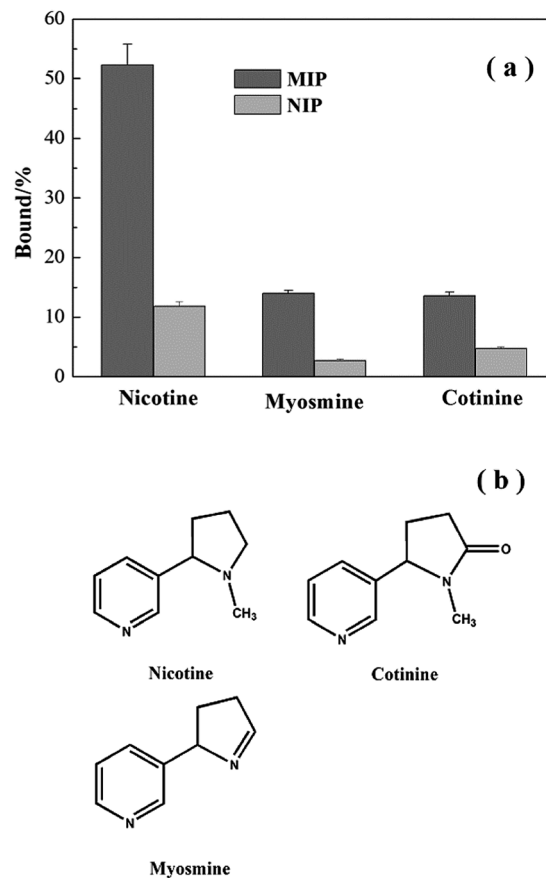 ( a )
60
50
40
30
20
10
0
Bound/%
MIP
NIP
Nicotine
Myosmine
Cotinine
( b )
N
N
CH3
Nicotine
N
N
CH3
O
Cotinine
N
N
Myosmine